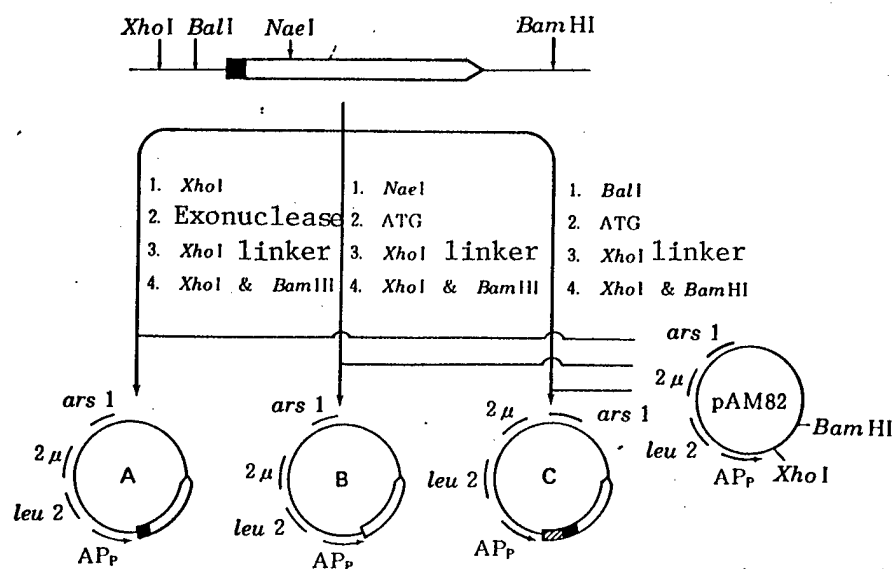 XhoI BalI NaeI BamHI
1. XhoI
2. Exonuclease
3. XhoI linker
4. XhoI & BamIII
1. NaeI
2. ATG
3. XhoI linker
4. XhoI & BamIII
1. BalI
2. ATG
3. XhoI linker
4. XhoI & BamHI
ars 1
2μ
leu 2
APP
A
ars 1
2μ
leu 2
APP
B
2μ
ars 1
leu 2
APP
C
ars 1
2μ
pAM82
BamHI
leu 2
XhoI
APP